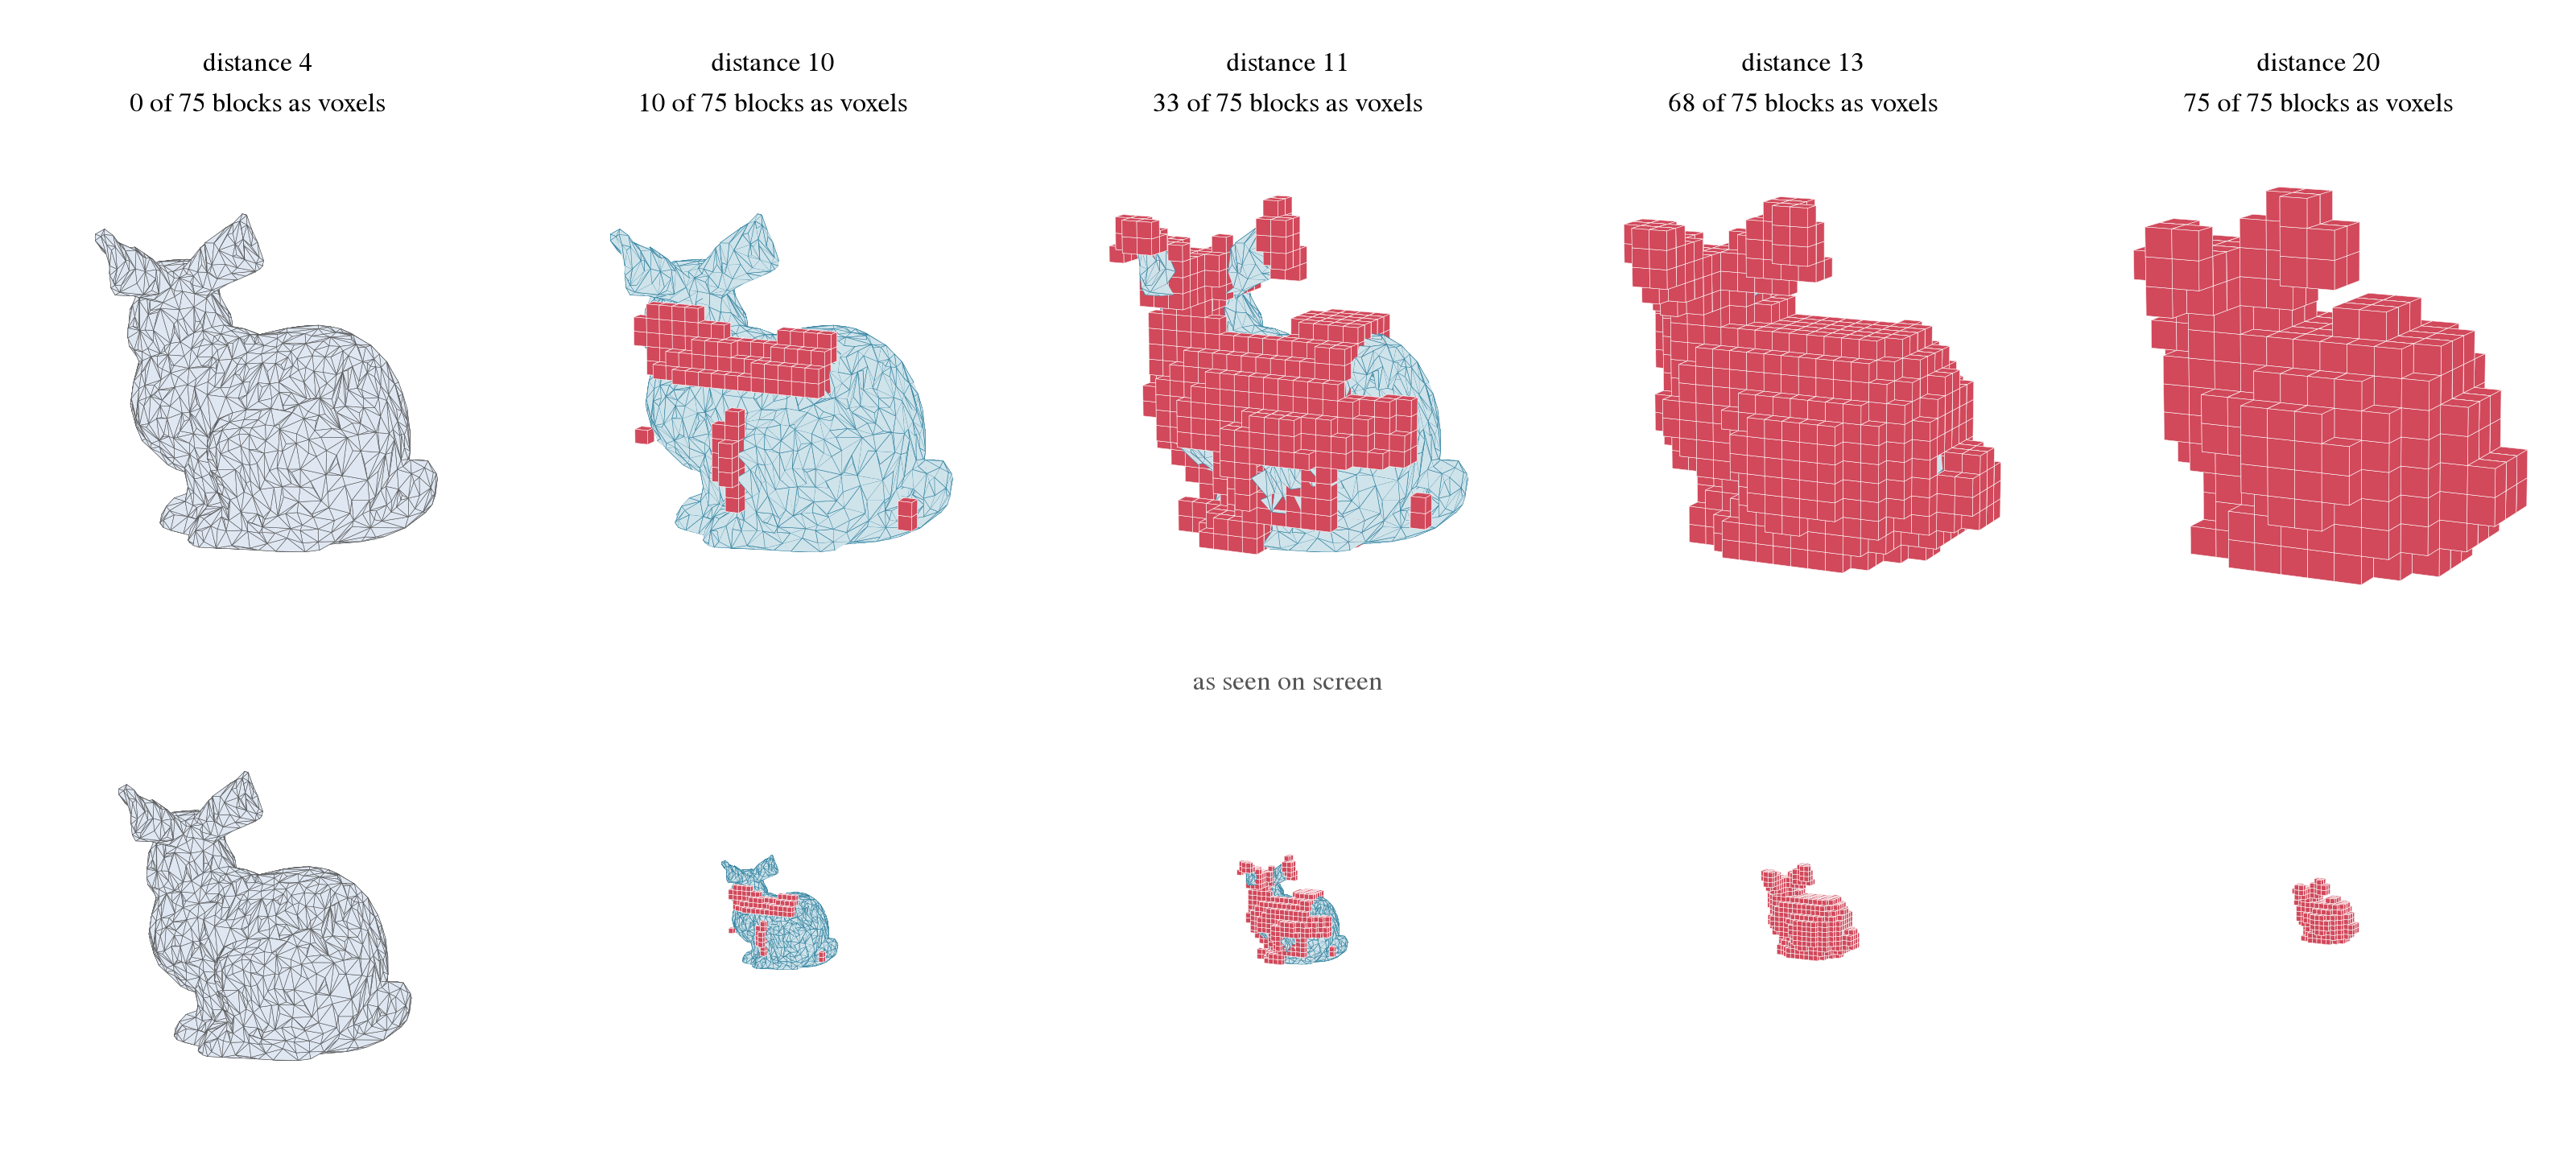 distance 4
0 of 75 blocks as voxels
distance 10
10 of 75 blocks as voxels
distance 11
33 of 75 blocks as voxels
distance 13
68 of 75 blocks as voxels
distance 20
75 of 75 blocks as voxels
as seen on screen